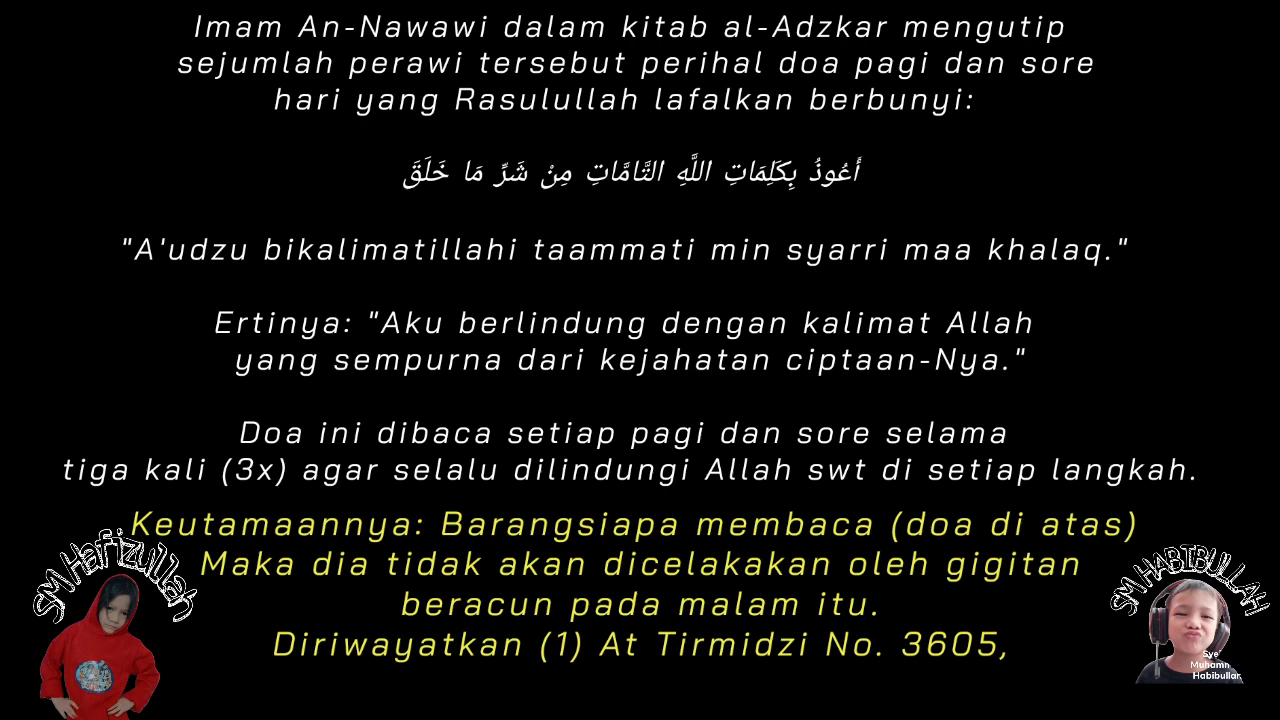 Imam An-Nawawi dalam kitab al-Adzkar mengutip
sejumlah perawi tersebut perihal doa pagi dan sore
hari yang Rasulullah lafalkan berbunyi:
أَعُوذُ بِكَلِمَاتِ اللَّهِ التَّامَّاتِ مِنْ شَرِّ مَا خَلَقَ
"A'udzu bikalimatillahi taammati min syarri maa khalaq."
Ertinya: "Aku berlindung dengan kalimat Allah
yang sempurna dari kejahatan ciptaan-Nya."
Doa ini dibaca setiap pagi dan sore selama
tiga kali (3x) agar selalu dilindungi Allah swt di setiap langkah.
Keutamaannya: Barangsiapa membaca (doa di atas)
Maka dia tidak akan dicelakakan oleh gigitan
beracun pada malam itu.
Diriwayatkan (1) At Tirmidzi No. 3605,
SM Hafizullah
SM HABIBULLAH
Sye
Muhamn
Habibullar